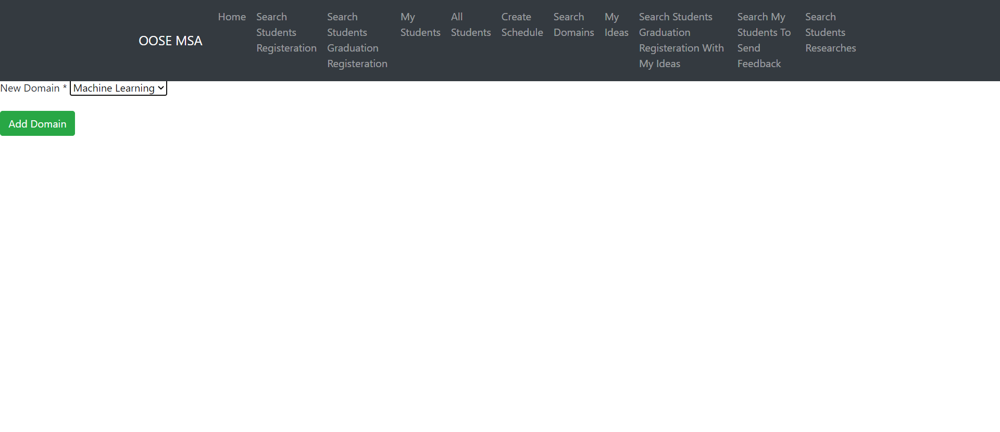 OOSE MSA
Home
Search
Students
Registeration
Search
Students
Graduation
Registeration
My
Students
All
Students
Create
Schedule
Search
Domains
My
Ideas
Search Students
Graduation
Registeration With
My Ideas
Search My
Students To
Send
Feedback
Search
Students
Researches
New Domain * Machine Learning
Add Domain